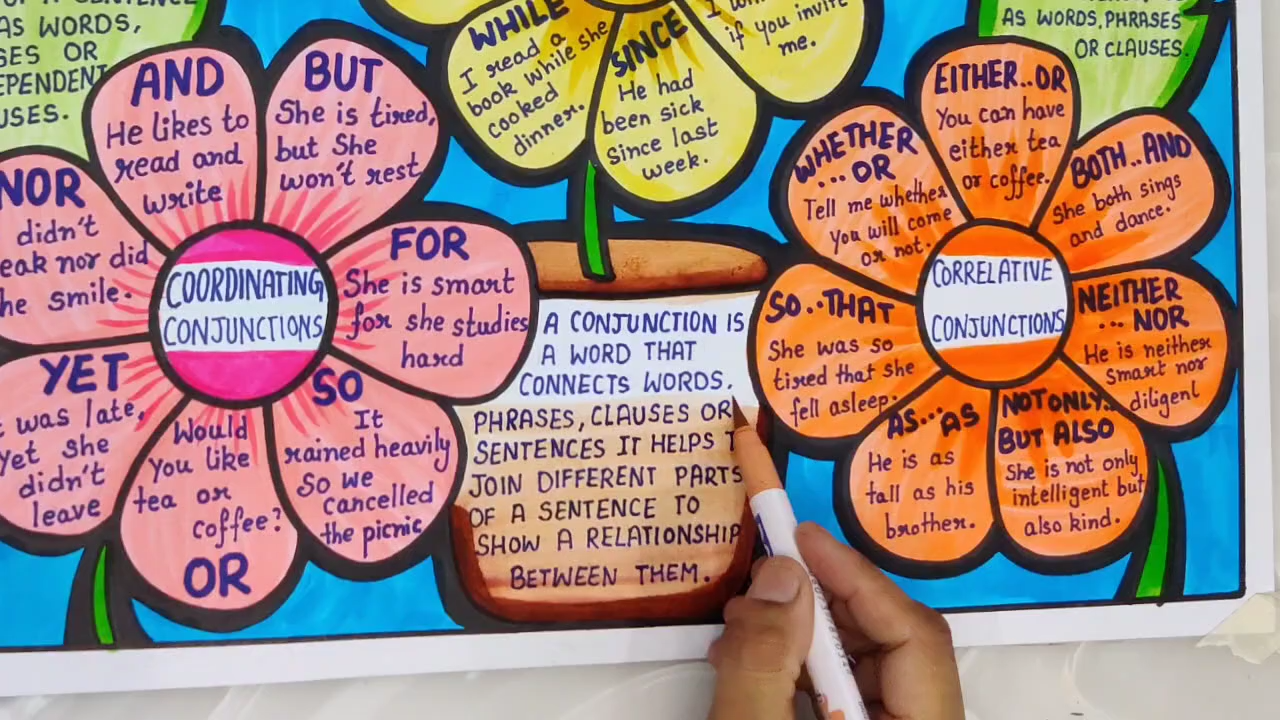 AS WORDS,
SES OR
EPENDENT
USES.
AND
He likes to
read and
write
BUT
She is tired,
but She
won't rest
NOR
didn't
nor did
smile.
COORDINATING
CONJUNCTIONS
FOR
She is smart
for she studies
hard
YET
was late,
yet she
didn't
leave
Would
You like
tea or
coffee?
OR
SO
It
rained heavily
So we
cancelled
the picnic
WHILE
I read a
book while she
cooked
dinner.
SINCE
He had
been sick
since last
week.
if you invite
me.
A CONJUNCTION IS
A WORD THAT
CONNECTS WORDS.
PHRASES, CLAUSES OR
SENTENCES IT HELPS T
JOIN DIFFERENT PARTS
OF A SENTENCE TO
SHOW A RELATIONSHIP
BETWEEN THEM.
AS WORDS, PHRASES
OR CLAUSES.
EITHER..OR
You can have
either tea
or coffee.
WHETHER
... OR
Tell me whether
You will come
or not.
BOTH..AND
She both sings
and dance.
CORRELATIVE
CONJUNCTIONS
SO..THAT
She was so
tired that she
fell asleep.
NEITHER
... NOR
He is neither
smart nor
diligent
AS...AS
He is as
tall as his
brother.
NOT ONLY..
BUT ALSO
She is not only
intelligent but
also kind.